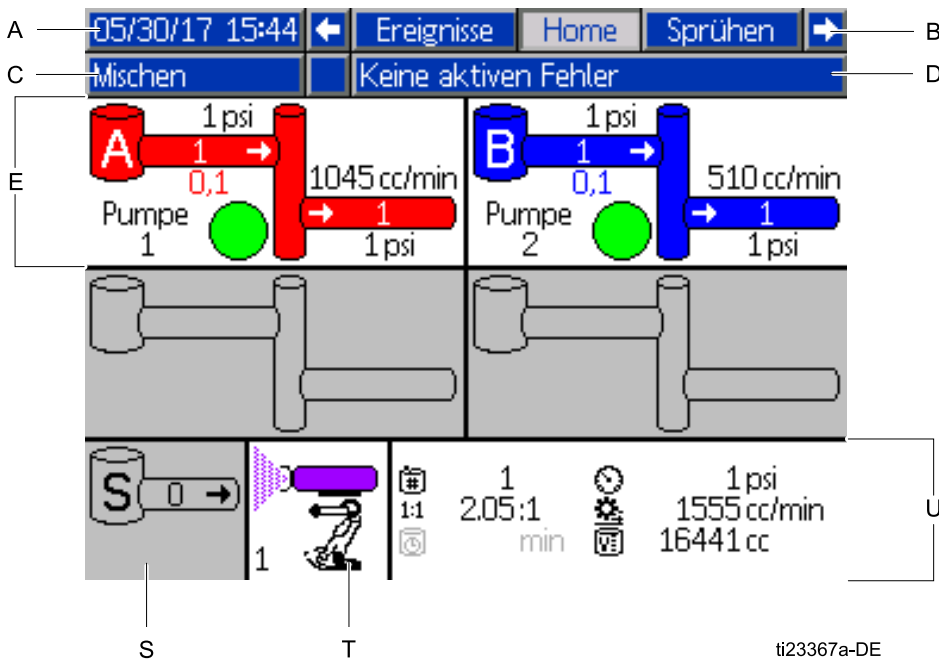 A
05/30/17 15:44
Ereignisse
Home
Sprühen
B
C
Mischen
Keine aktiven Fehler
D
E
A
1 psi
1
0,1
1045 cc/min
Pumpe
1
1
1 psi
B
1 psi
1
0,1
510 cc/min
Pumpe
2
1
1 psi
S
0
1
#
1
1:1
2.05:1
min
1 psi
1555 cc/min
16441 cc
U
S
T
ti23367a-DE